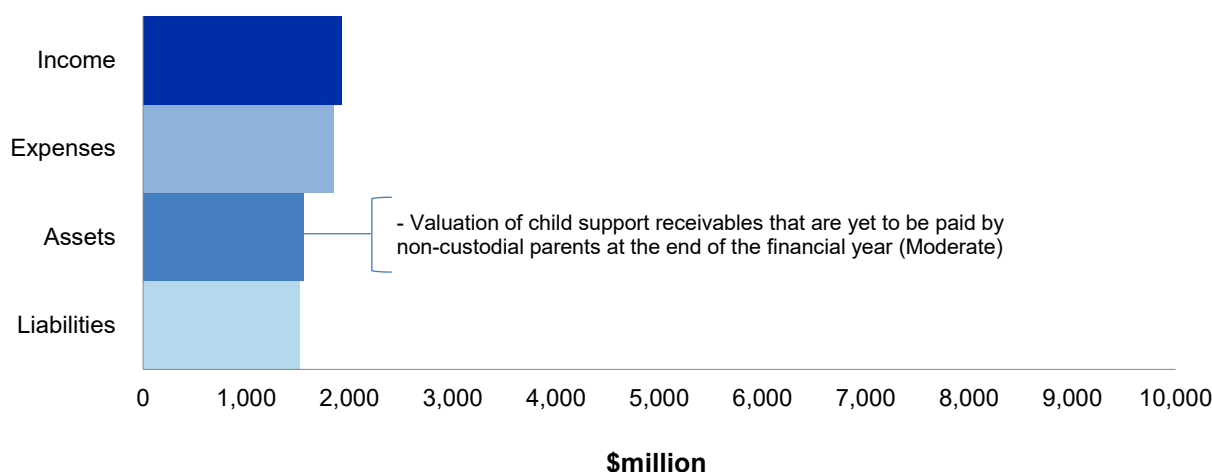 Income
Expenses
Assets
- Valuation of child support receivables that are yet to be paid by
non-custodial parents at the end of the financial year (Moderate)
Liabilities
0 1,000 2,000 3,000 4,000 5,000 6,000 7,000 8,000 9,000 10,000
$million